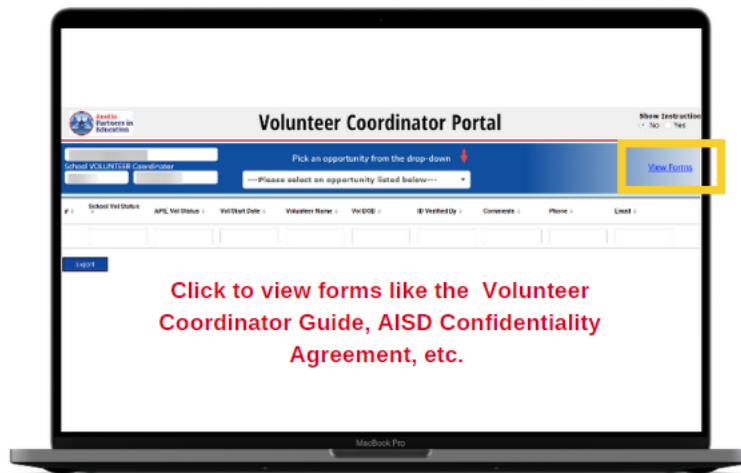 Austin
Partners in
Education
Volunteer Coordinator Portal
Show Instruction
No Yes
School VOLUNTEER Coordinator
Pick an opportunity from the drop-down
---Please select an opportunity listed below---
View Forms
# School Vol Status APIE Vol Status Vol Start Date Volunteer Name Vol DOB ID Verified By Comments Phone Email
Export
Click to view forms like the Volunteer
Coordinator Guide, AISD Confidentiality
Agreement, etc.
MacBook Pro